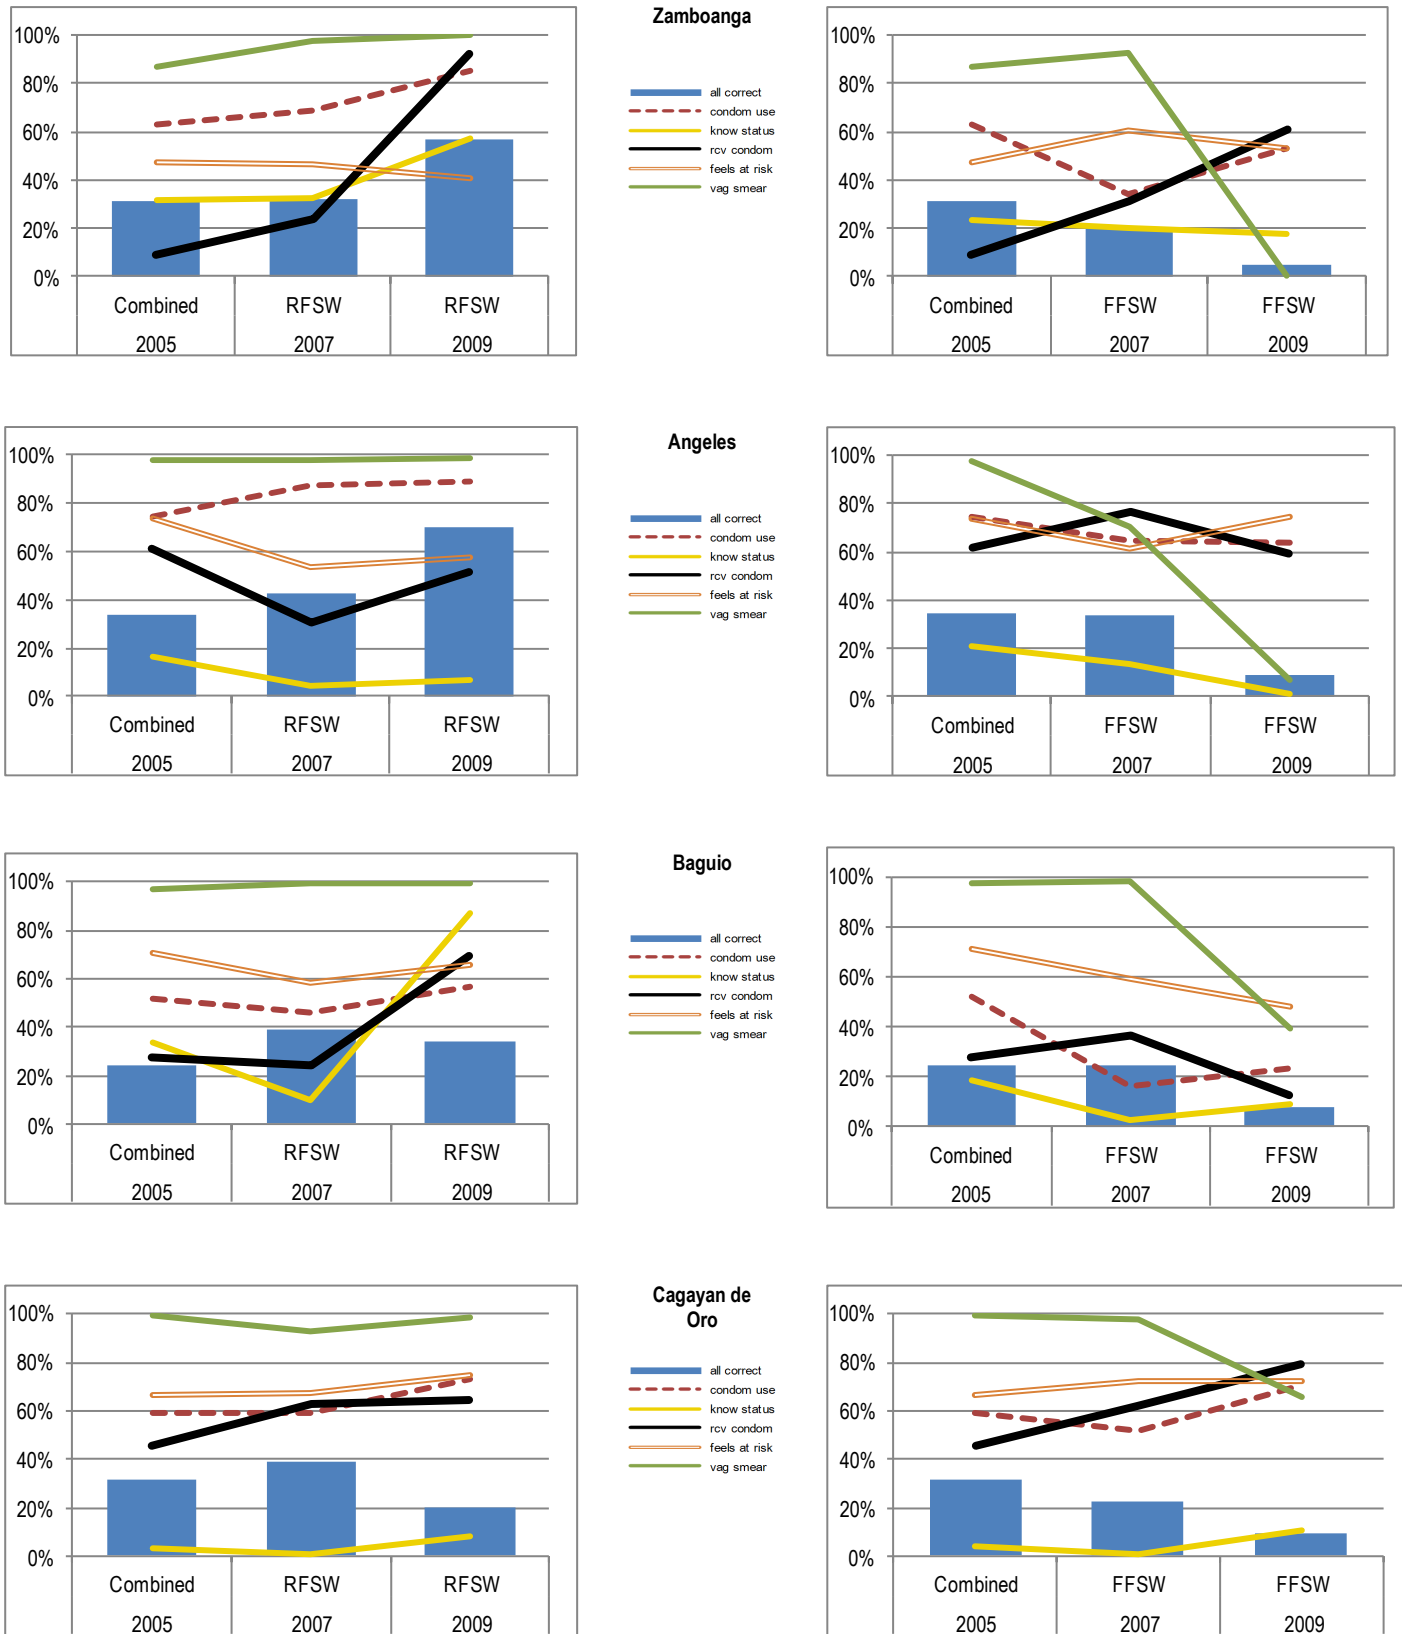 Zamboanga
100%
80%
60%
40%
20%
0%
Combined RFSW RFSW
2005 2007 2009
all correct
condom use
know status
rcv condom
feels at risk
vag smear
100%
80%
60%
40%
20%
0%
Combined FFSW FFSW
2005 2007 2009
Angeles
100%
80%
60%
40%
20%
0%
Combined RFSW RFSW
2005 2007 2009
all correct
condom use
know status
rcv condom
feels at risk
vag smear
100%
80%
60%
40%
20%
0%
Combined FFSW FFSW
2005 2007 2009
Baguio
100%
80%
60%
40%
20%
0%
Combined RFSW RFSW
2005 2007 2009
all correct
condom use
know status
rcv condom
feels at risk
vag smear
100%
80%
60%
40%
20%
0%
Combined FFSW FFSW
2005 2007 2009
Cagayan de
Oro
100%
80%
60%
40%
20%
0%
Combined RFSW RFSW
2005 2007 2009
all correct
condom use
know status
rcv condom
feels at risk
vag smear
100%
80%
60%
40%
20%
0%
Combined FFSW FFSW
2005 2007 2009